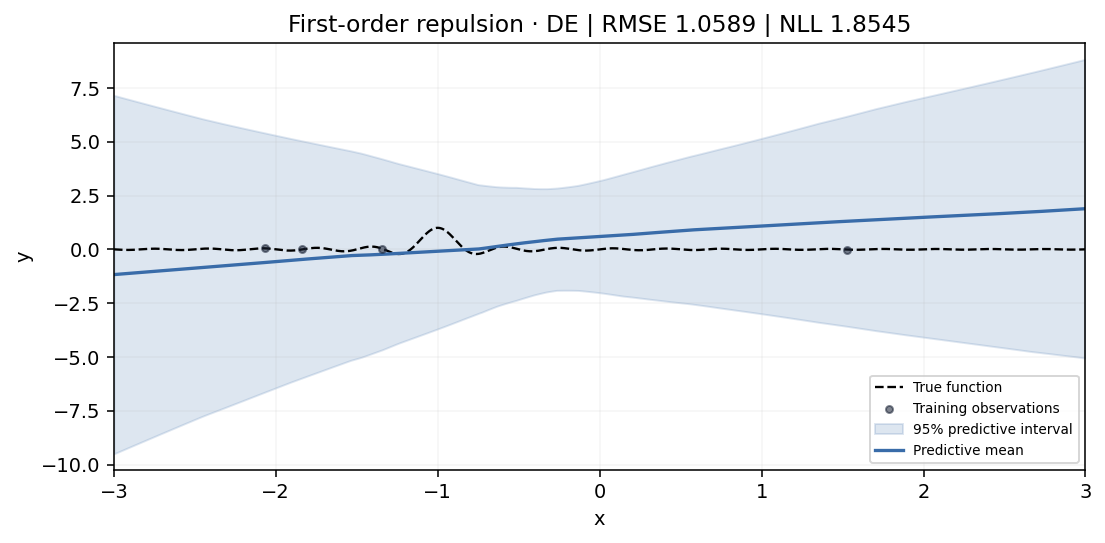 First-order repulsion · DE | RMSE 1.0589 | NLL 1.8545
7.5
5.0
2.5
0.0
−2.5
−5.0
−7.5
−10.0
y
−3
−2
−1
0
1
2
3
x
True function
Training observations
95% predictive interval
Predictive mean